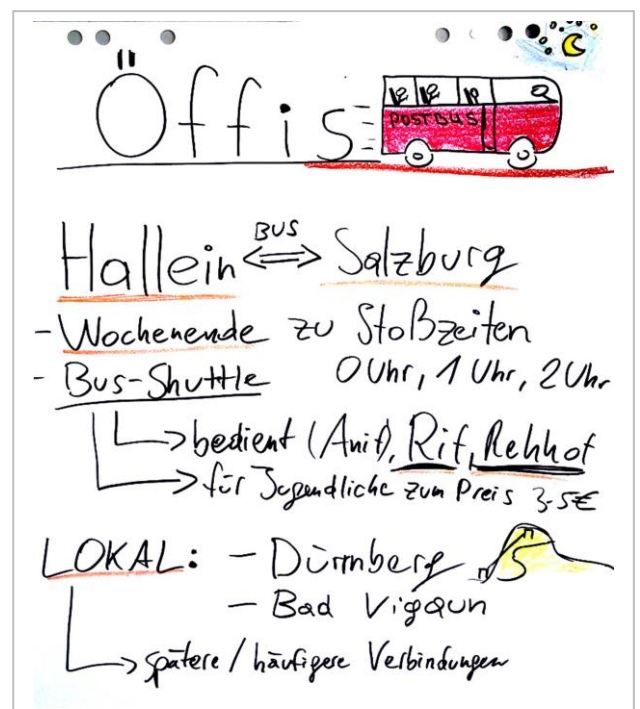 Öffis
POSTBUS
BUS
Hallein <=> Salzburg
- Wochenende zu Stoßzeiten
- Bus-Shuttle 0 Uhr, 1 Uhr, 2 Uhr
-> bedient (Anif), Rif, Rehhof
-> für Jugendliche zum Preis 3-5€
LOKAL: - Dürrnberg
- Bad Vigaun
-> spätere / häufigere Verbindungen